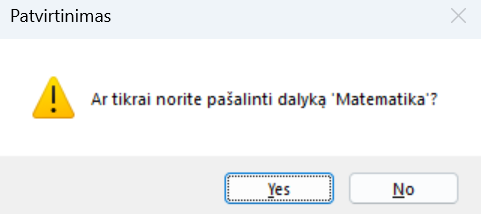 Patvirtinimas
Ar tikrai norite pašalinti dalyką 'Matematika'?
Yes
No